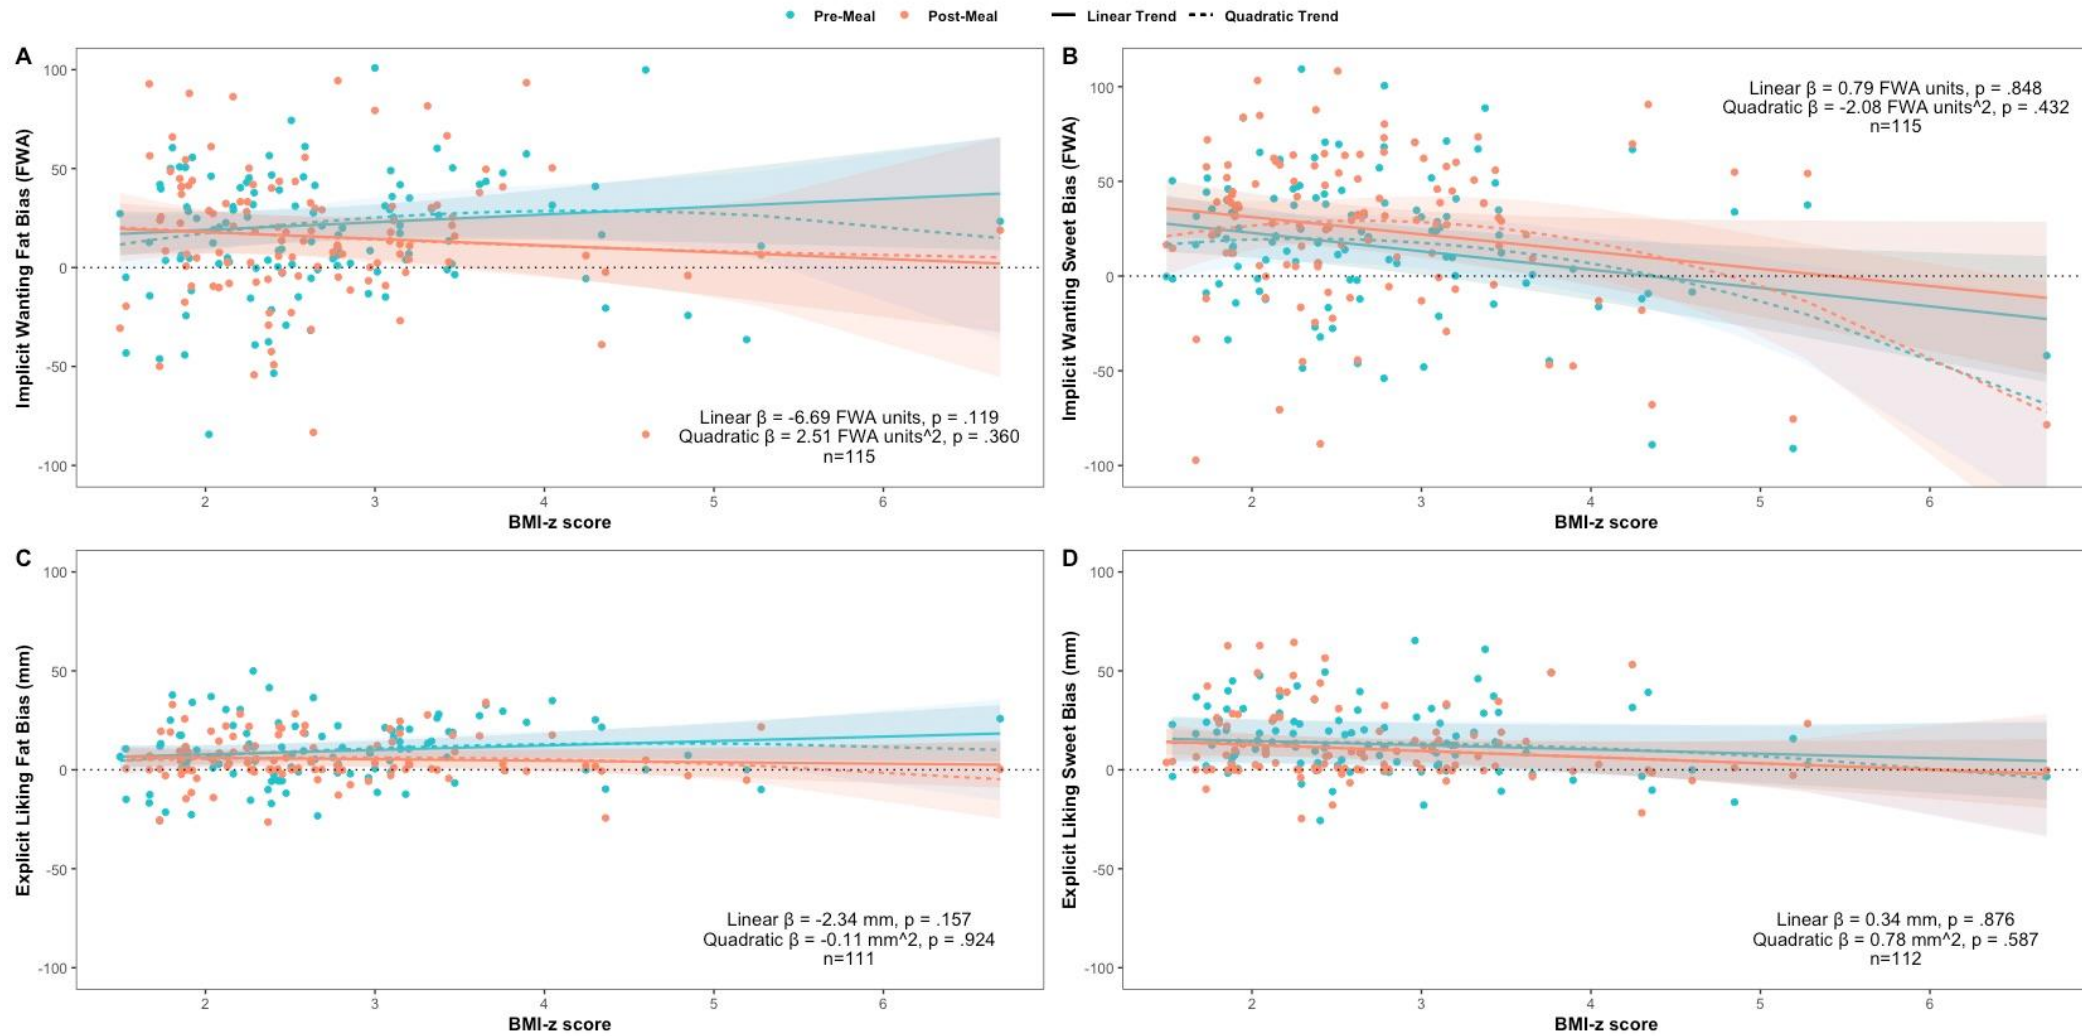 Pre-Meal Post-Meal Linear Trend Quadratic Trend
A
Implicit Wanting Fat Bias (FWA)
100
50
0
-50
-100
Linear β = -6.69 FWA units, p = .119
Quadratic β = 2.51 FWA units^2, p = .360
n=115
2 3 4 5 6
BMI-z score
B
Implicit Wanting Sweet Bias (FWA)
100
50
0
-50
-100
Linear β = 0.79 FWA units, p = .848
Quadratic β = -2.08 FWA units^2, p = .432
n=115
2 3 4 5 6
BMI-z score
C
Explicit Liking Fat Bias (mm)
100
50
0
-50
-100
Linear β = -2.34 mm, p = .157
Quadratic β = -0.11 mm^2, p = .924
n=111
2 3 4 5 6
BMI-z score
D
Explicit Liking Sweet Bias (mm)
100
50
0
-50
-100
Linear β = 0.34 mm, p = .876
Quadratic β = 0.78 mm^2, p = .587
n=112
2 3 4 5 6
BMI-z score